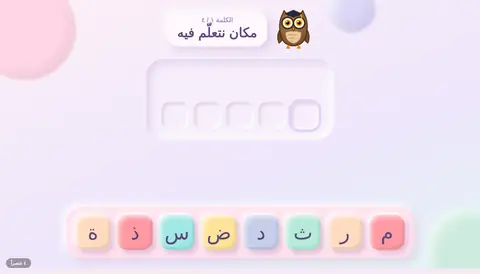 الكلمة ١ / ٤
مكان نتعلّم فيه
م ر ث د ض س ذ ة